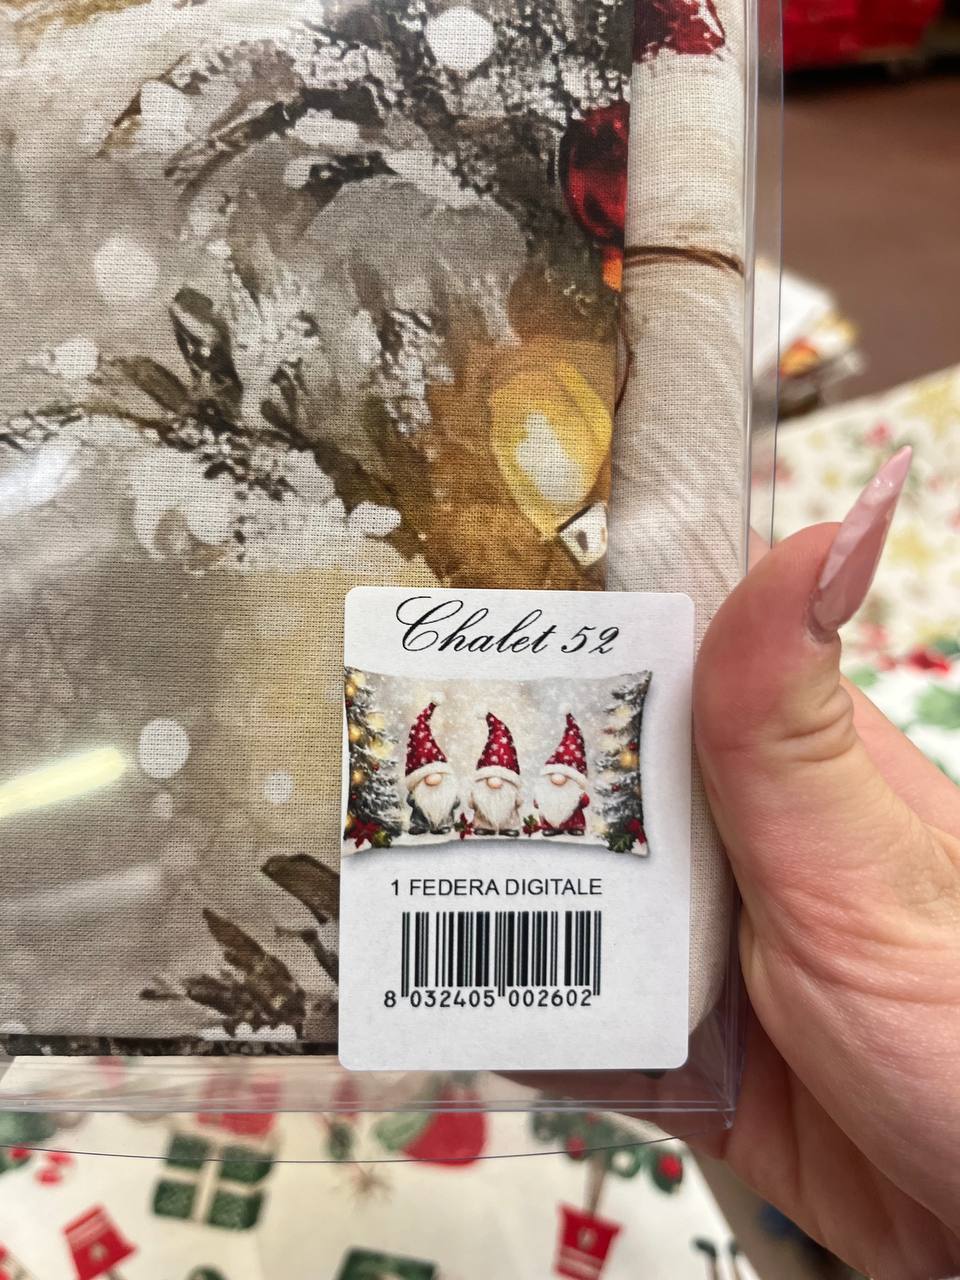 Chalet 52
1 FEDERA DIGITALE
8 032405 002602